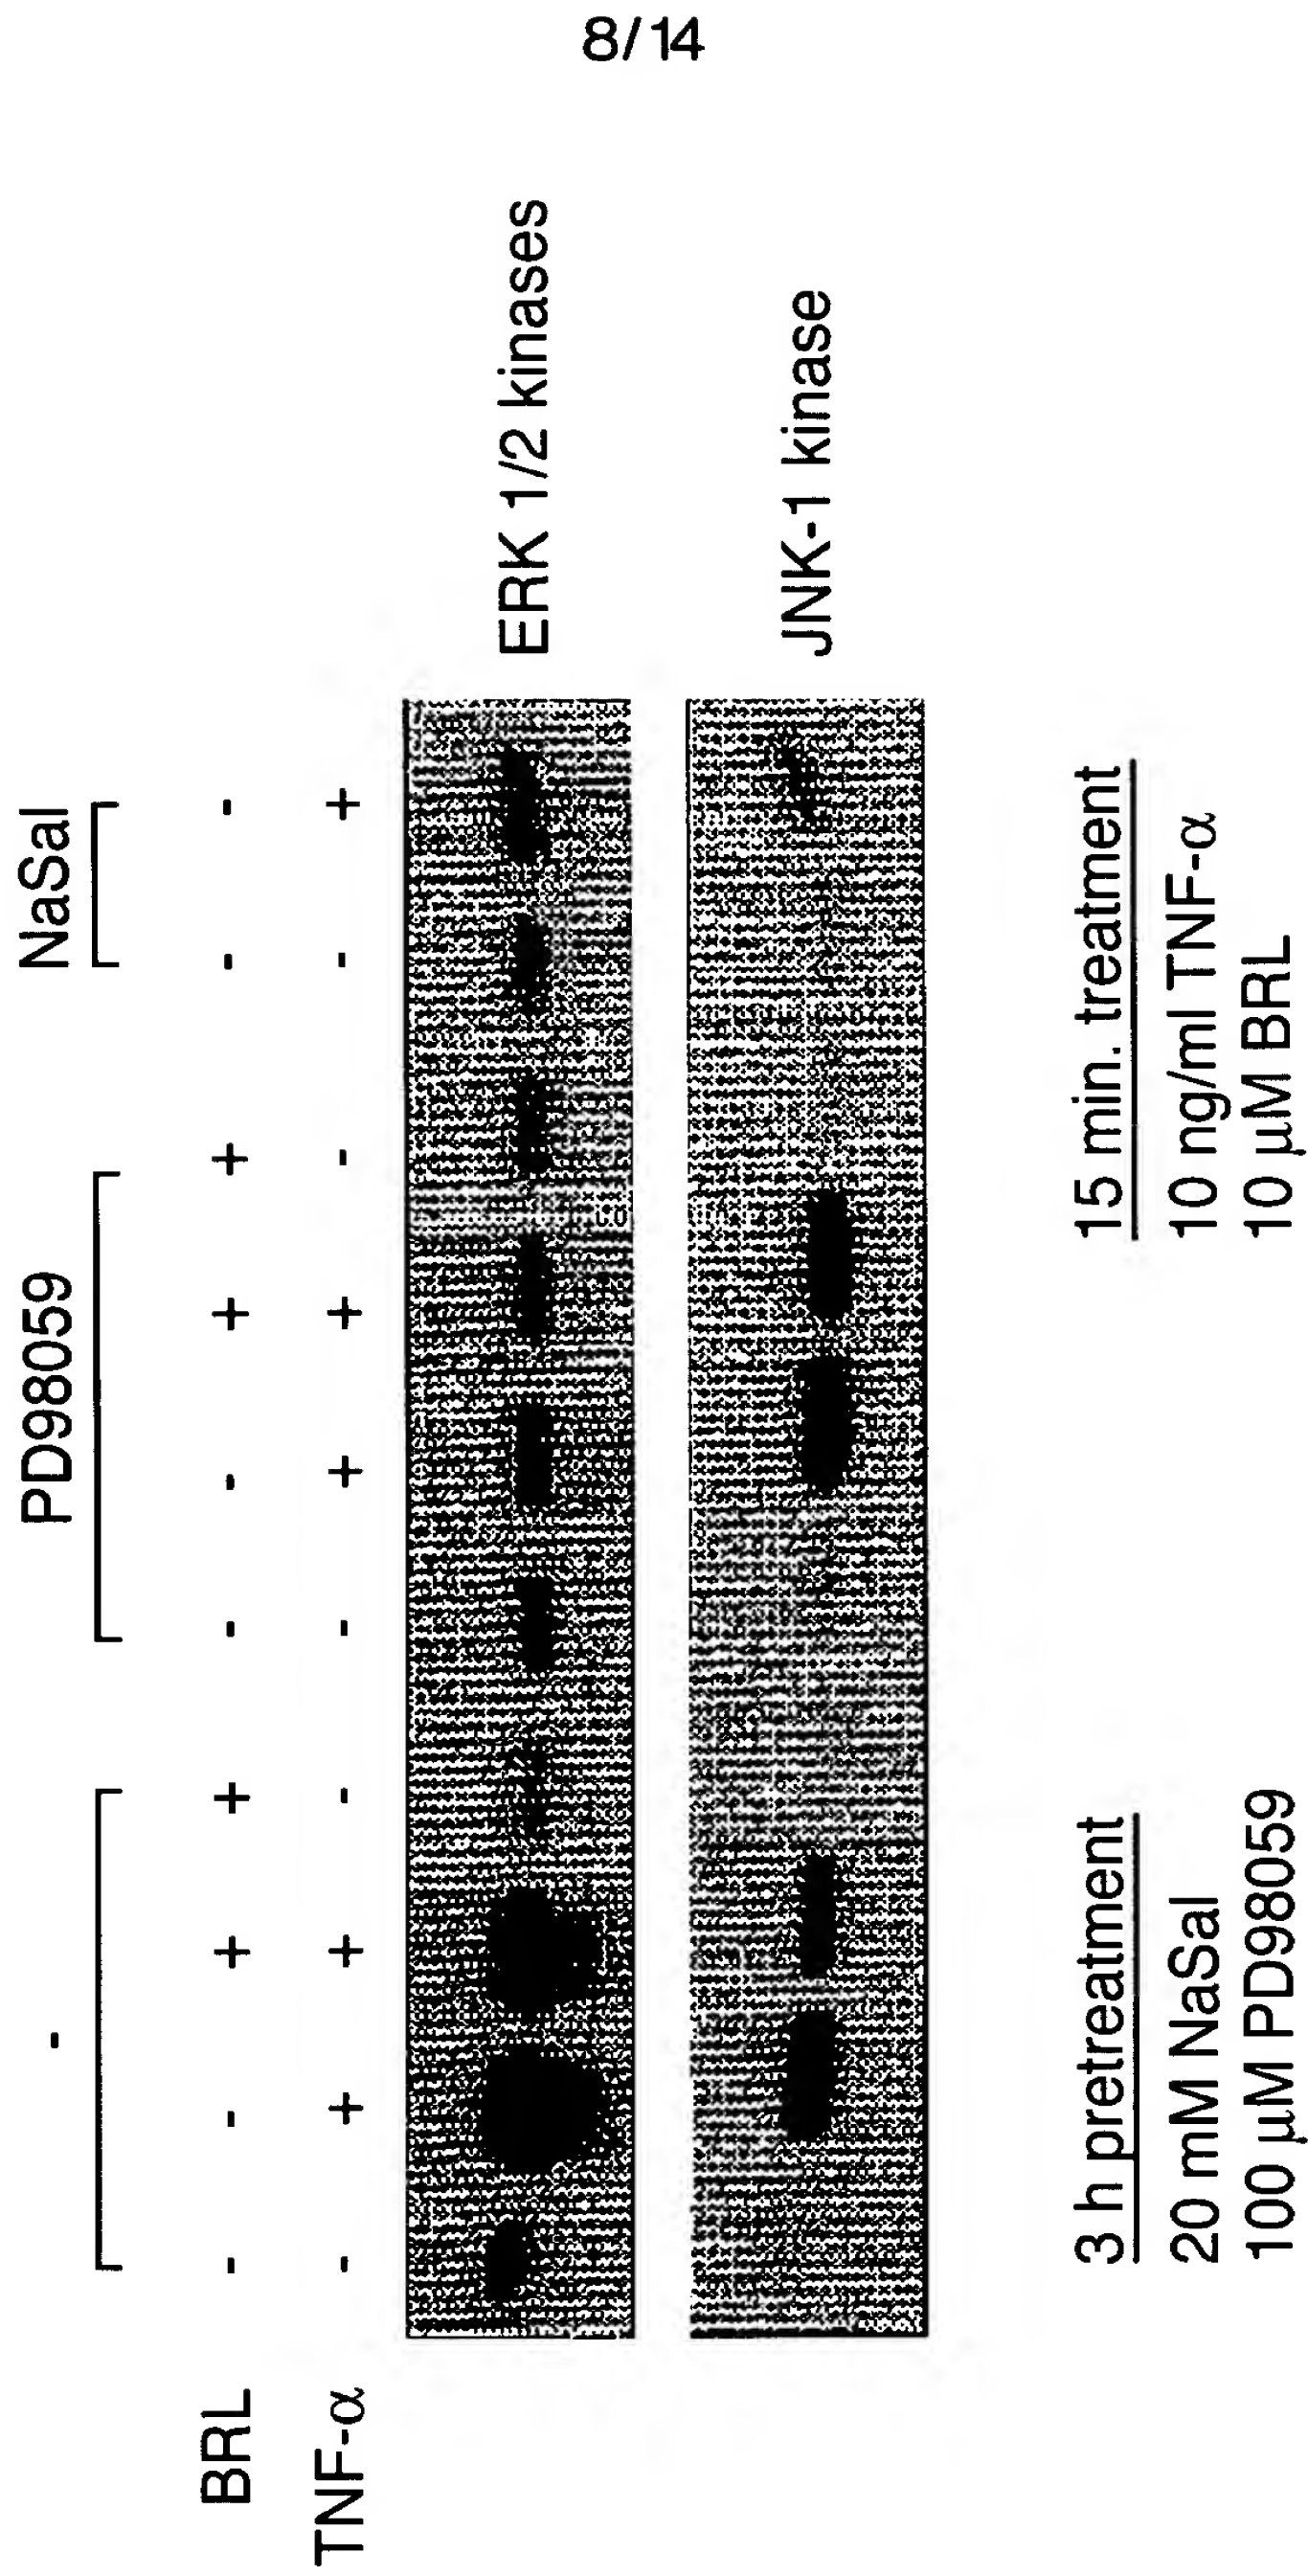 8/14
- PD98059 NaSal
BRL - - + + - - + + - -
TNF-α - + + - - + + - - +
ERK 1/2 kinases
JNK-1 kinase
3 h pretreatment
20 mM NaSal
100 μM PD98059
15 min. treatment
10 ng/ml TNF-α
10 μM BRL